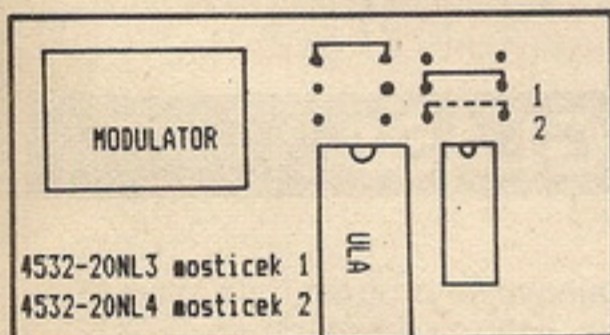 1
2
MODULATOR
ULA
4532-20NL3 mosticek 1
4532-20NL4 mosticek 2